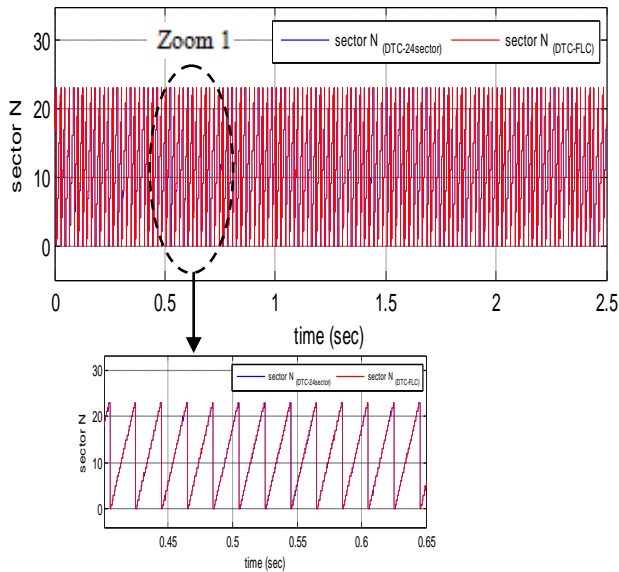 Zoom 1
sector N (DTC-24sector)
sector N (DTC-FLC)
30
20
10
0
sector N
0
0.5
1
1.5
2
2.5
time (sec)
sector N (DTC-24sector)
sector N (DTC-FLC)
30
20
10
0
sector N
0.45
0.5
0.55
0.6
0.65
time (sec)